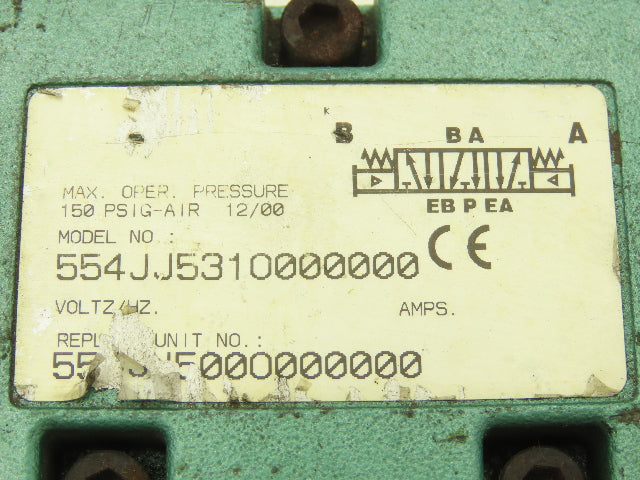 B B A A
EB P EA
MAX. OPER. PRESSURE
150 PSIG-AIR 12/00
MODEL NO.:
554JJ5310000000 CE
VOLTZ/HZ. AMPS.
UNIT NO.: